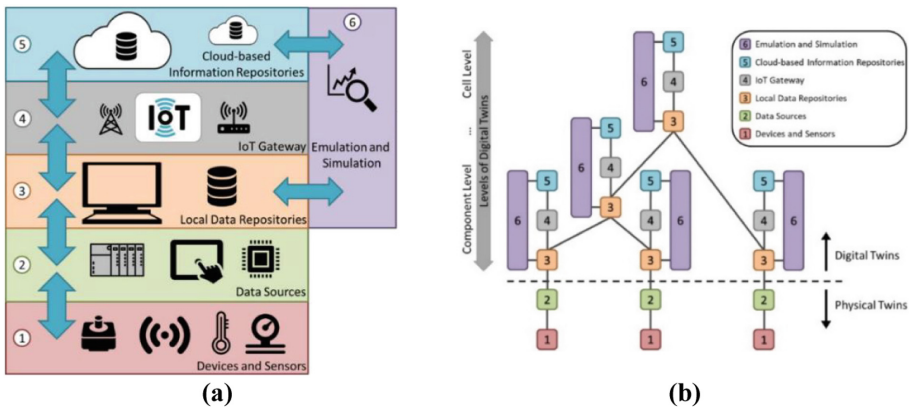 5
Cloud-based
Information Repositories
6
4
IoT
IoT Gateway
Emulation and
Simulation
3
Local Data Repositories
2
Data Sources
1
Devices and Sensors
(a)
Cell Level
...
Component Level
Levels of Digital Twins
6 Emulation and Simulation
5 Cloud-based Information Repositories
4 IoT Gateway
3 Local Data Repositories
2 Data Sources
1 Devices and Sensors
5
6
4
3
5
6
4
3
5 5 5
6 4 4 6 4 6
3 3 3
Digital Twins
2 2 2
Physical Twins
1 1 1
(b)